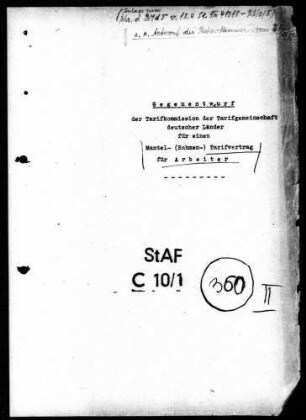 Gegenentwurf
der Tarifkommission der Tarifgemeinschaft
deutscher Länder
für einen
Mantel- (Rahmen-) Tarifvertrag
für Arbeiter
StAF
C 10/1
360
II